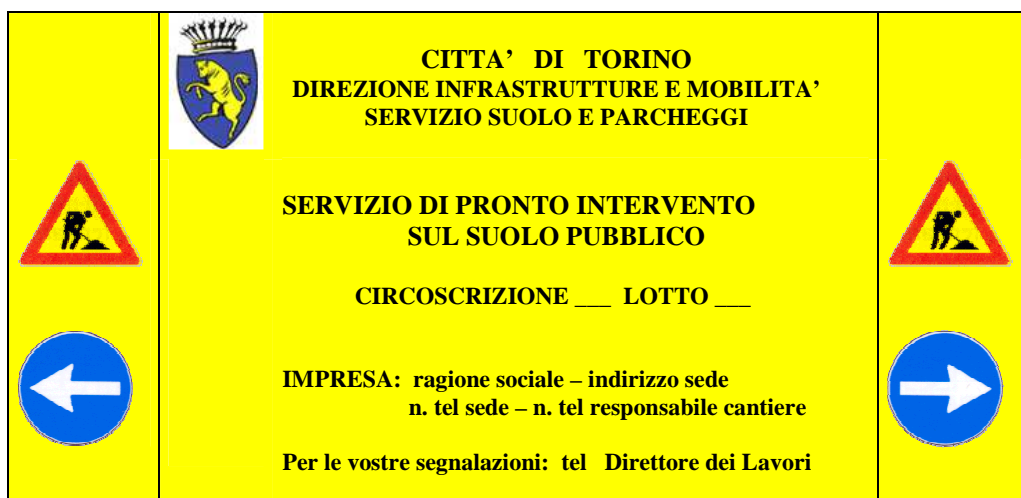 CITTA' DI TORINO
DIREZIONE INFRASTRUTTURE E MOBILITA'
SERVIZIO SUOLO E PARCHEGGI
SERVIZIO DI PRONTO INTERVENTO
SUL SUOLO PUBBLICO
CIRCOSCRIZIONE ___ LOTTO ___
IMPRESA: ragione sociale – indirizzo sede
n. tel sede – n. tel responsabile cantiere
Per le vostre segnalazioni: tel Direttore dei Lavori